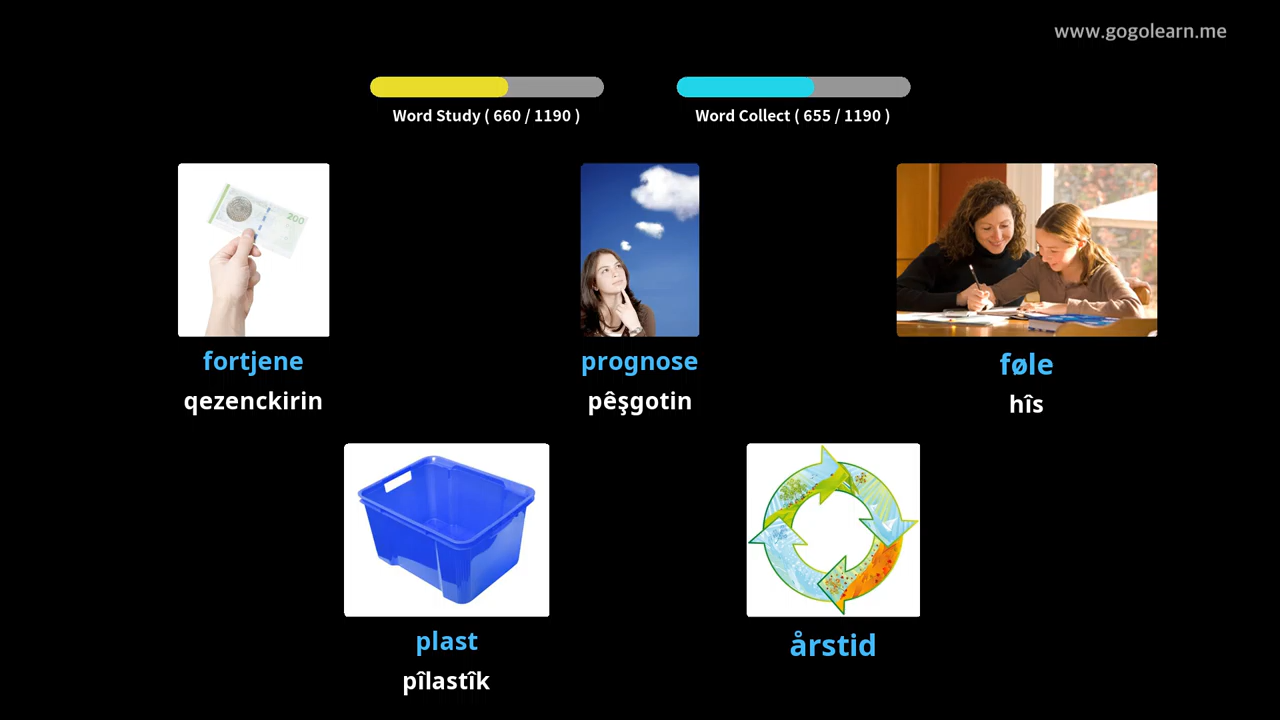 www.gogolearn.me
Word Study ( 660 / 1190 )
Word Collect ( 655 / 1190 )
200
fortjene
qezenckirin
prognose
pêşgotin
føle
hîs
plast
pîlastîk
årstid